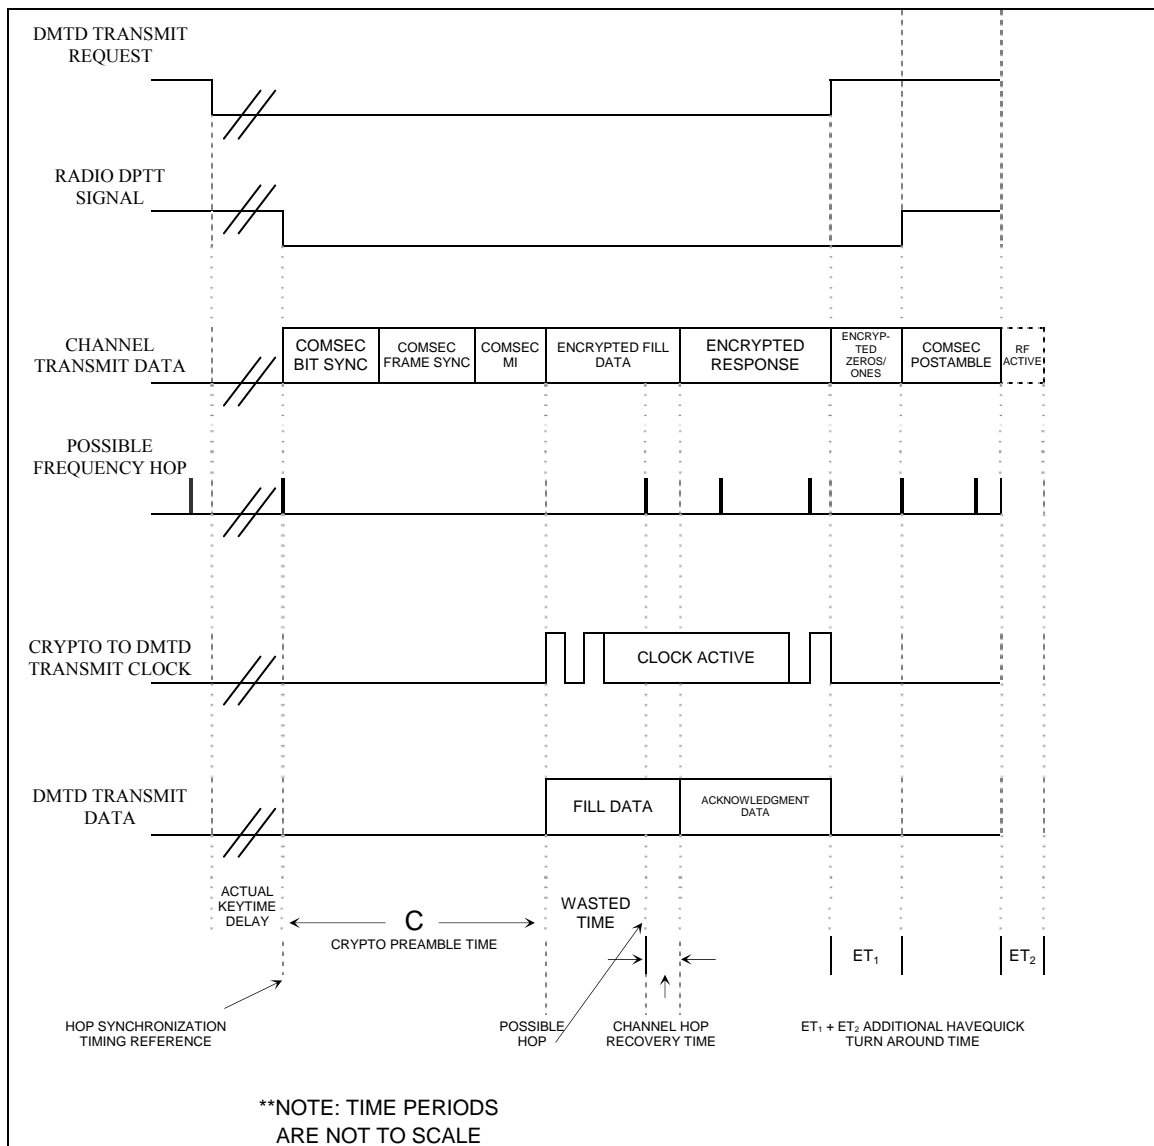 DMTD TRANSMIT
REQUEST
RADIO DPTT
SIGNAL
CHANNEL
TRANSMIT DATA
COMSEC
BIT SYNC
COMSEC
FRAME SYNC
COMSEC
MI
ENCRYPTED FILL
DATA
ENCRYPTED
RESPONSE
ENCRYP-
TED
ZEROS/
ONES
COMSEC
POSTAMBLE
RF
ACTIVE
POSSIBLE
FREQUENCY HOP
CRYPTO TO DMTD
TRANSMIT CLOCK
CLOCK ACTIVE
DMTD TRANSMIT
DATA
FILL DATA
ACKNOWLEDGMENT
DATA
ACTUAL
KEYTIME
DELAY
C
CRYPTO PREAMBLE TIME
WASTED
TIME
ET₁
ET₂
HOP SYNCHRONIZATION
TIMING REFERENCE
POSSIBLE
HOP
CHANNEL HOP
RECOVERY TIME
ET₁ + ET₂ ADDITIONAL HAVEQUICK
TURN AROUND TIME
**NOTE: TIME PERIODS
ARE NOT TO SCALE